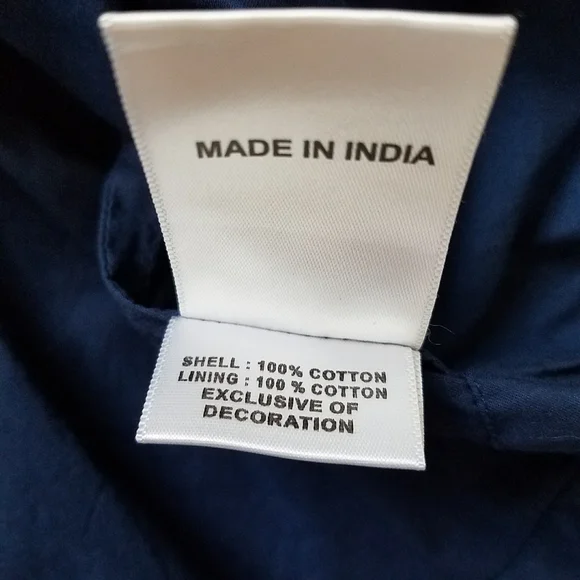 MADE IN INDIA
SHELL : 100% COTTON
LINING : 100 % COTTON
EXCLUSIVE OF
DECORATION